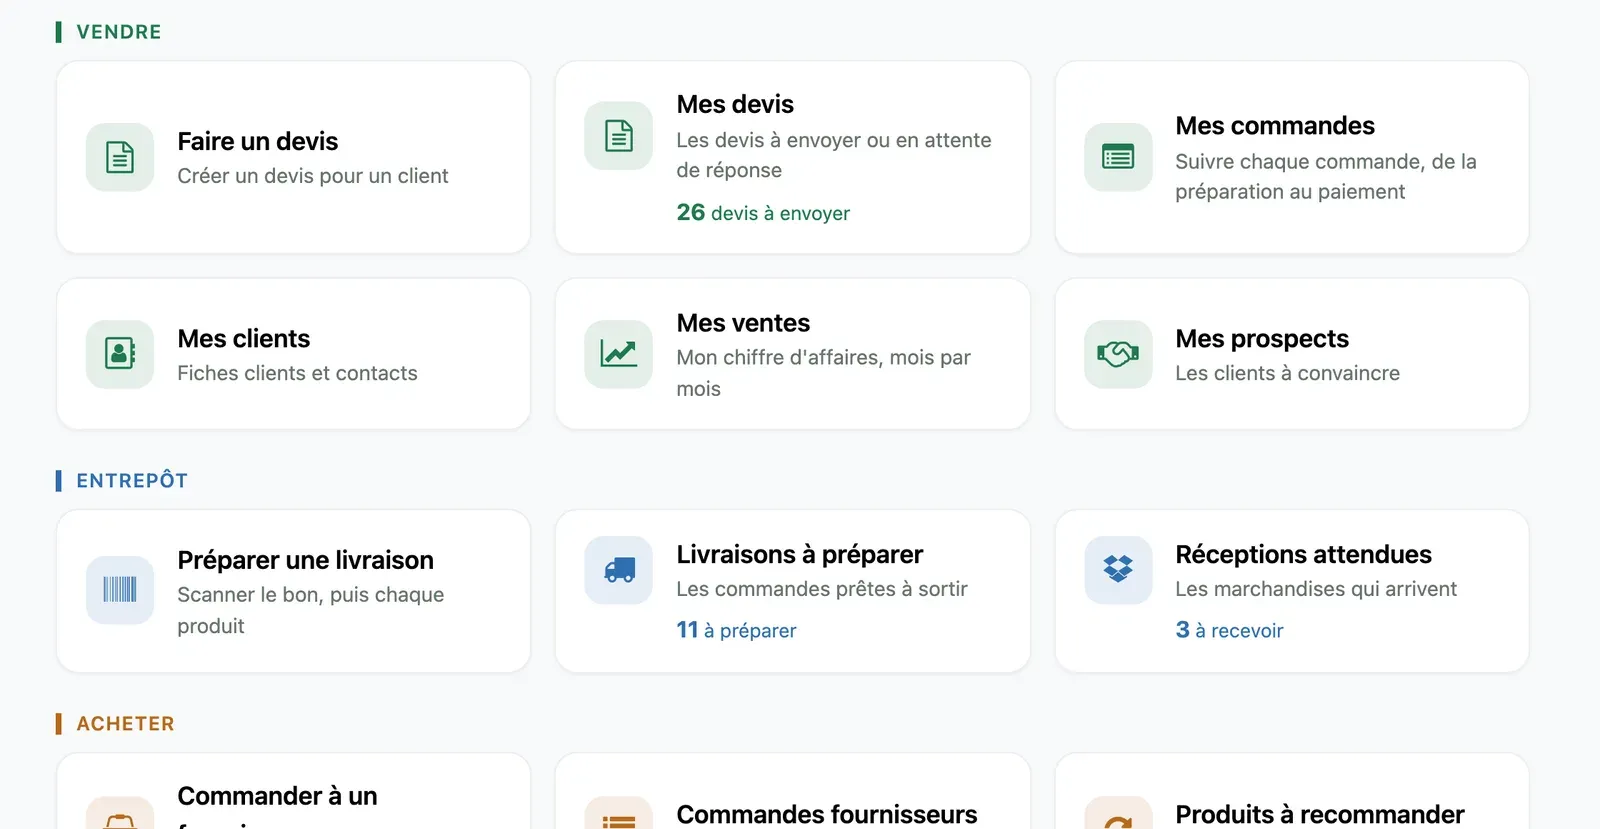 VENDRE
Faire un devis
Créer un devis pour un client
Mes devis
Les devis à envoyer ou en attente
de réponse
26 devis à envoyer
Mes commandes
Suivre chaque commande, de la
préparation au paiement
Mes clients
Fiches clients et contacts
Mes ventes
Mon chiffre d'affaires, mois par
mois
Mes prospects
Les clients à convaincre
ENTREPÔT
Préparer une livraison
Scanner le bon, puis chaque
produit
Livraisons à préparer
Les commandes prêtes à sortir
11 à préparer
Réceptions attendues
Les marchandises qui arrivent
3 à recevoir
ACHETER
Commander à un
Commandes fournisseurs
Produits à recommander